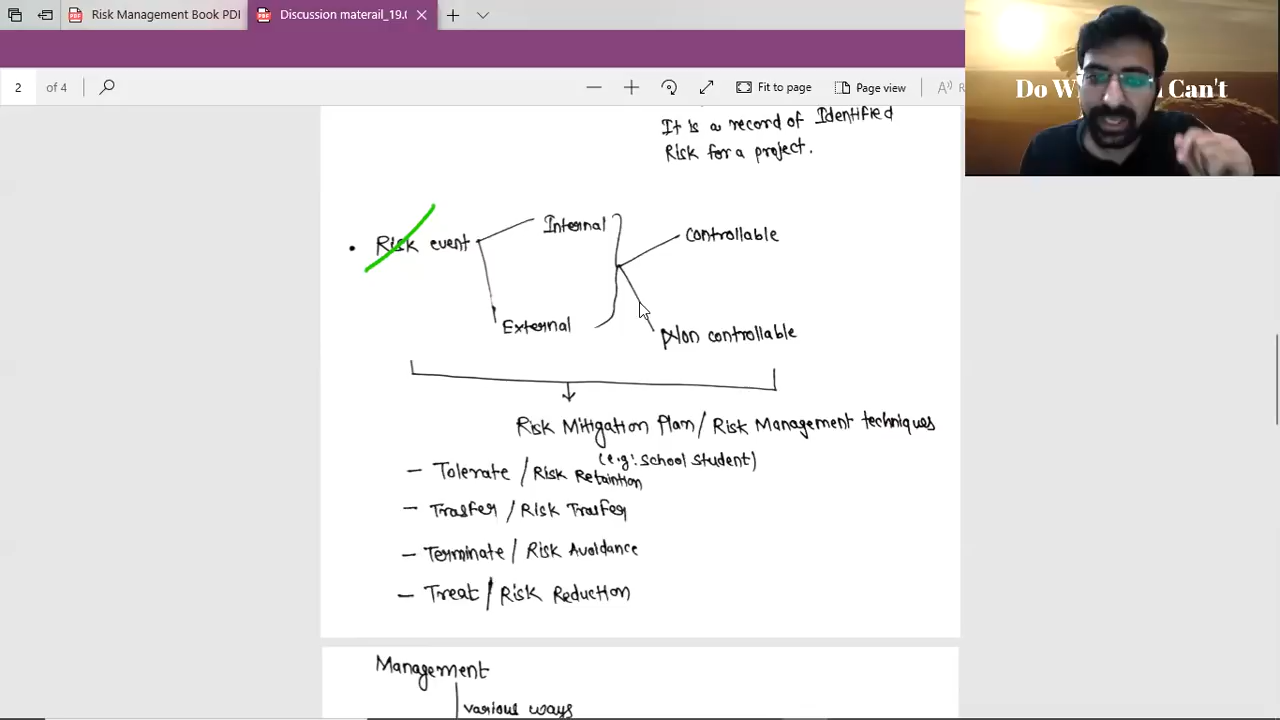 Risk Management Book PDI
Discussion materail_19.0
2 of 4
Fit to page
Page view
Do W Can't
It is a record of Identified
Risk for a project.
• Risk event
Internal
External
Controllable
Non controllable
Risk Mitigation Plan/ Risk Management techniques
(e.g: School student)
- Tolerate / Risk Retaintion
- Trasfer / Risk Trasfer
- Terminate / Risk Avoidance
- Treat / Risk Reduction
Management
various ways